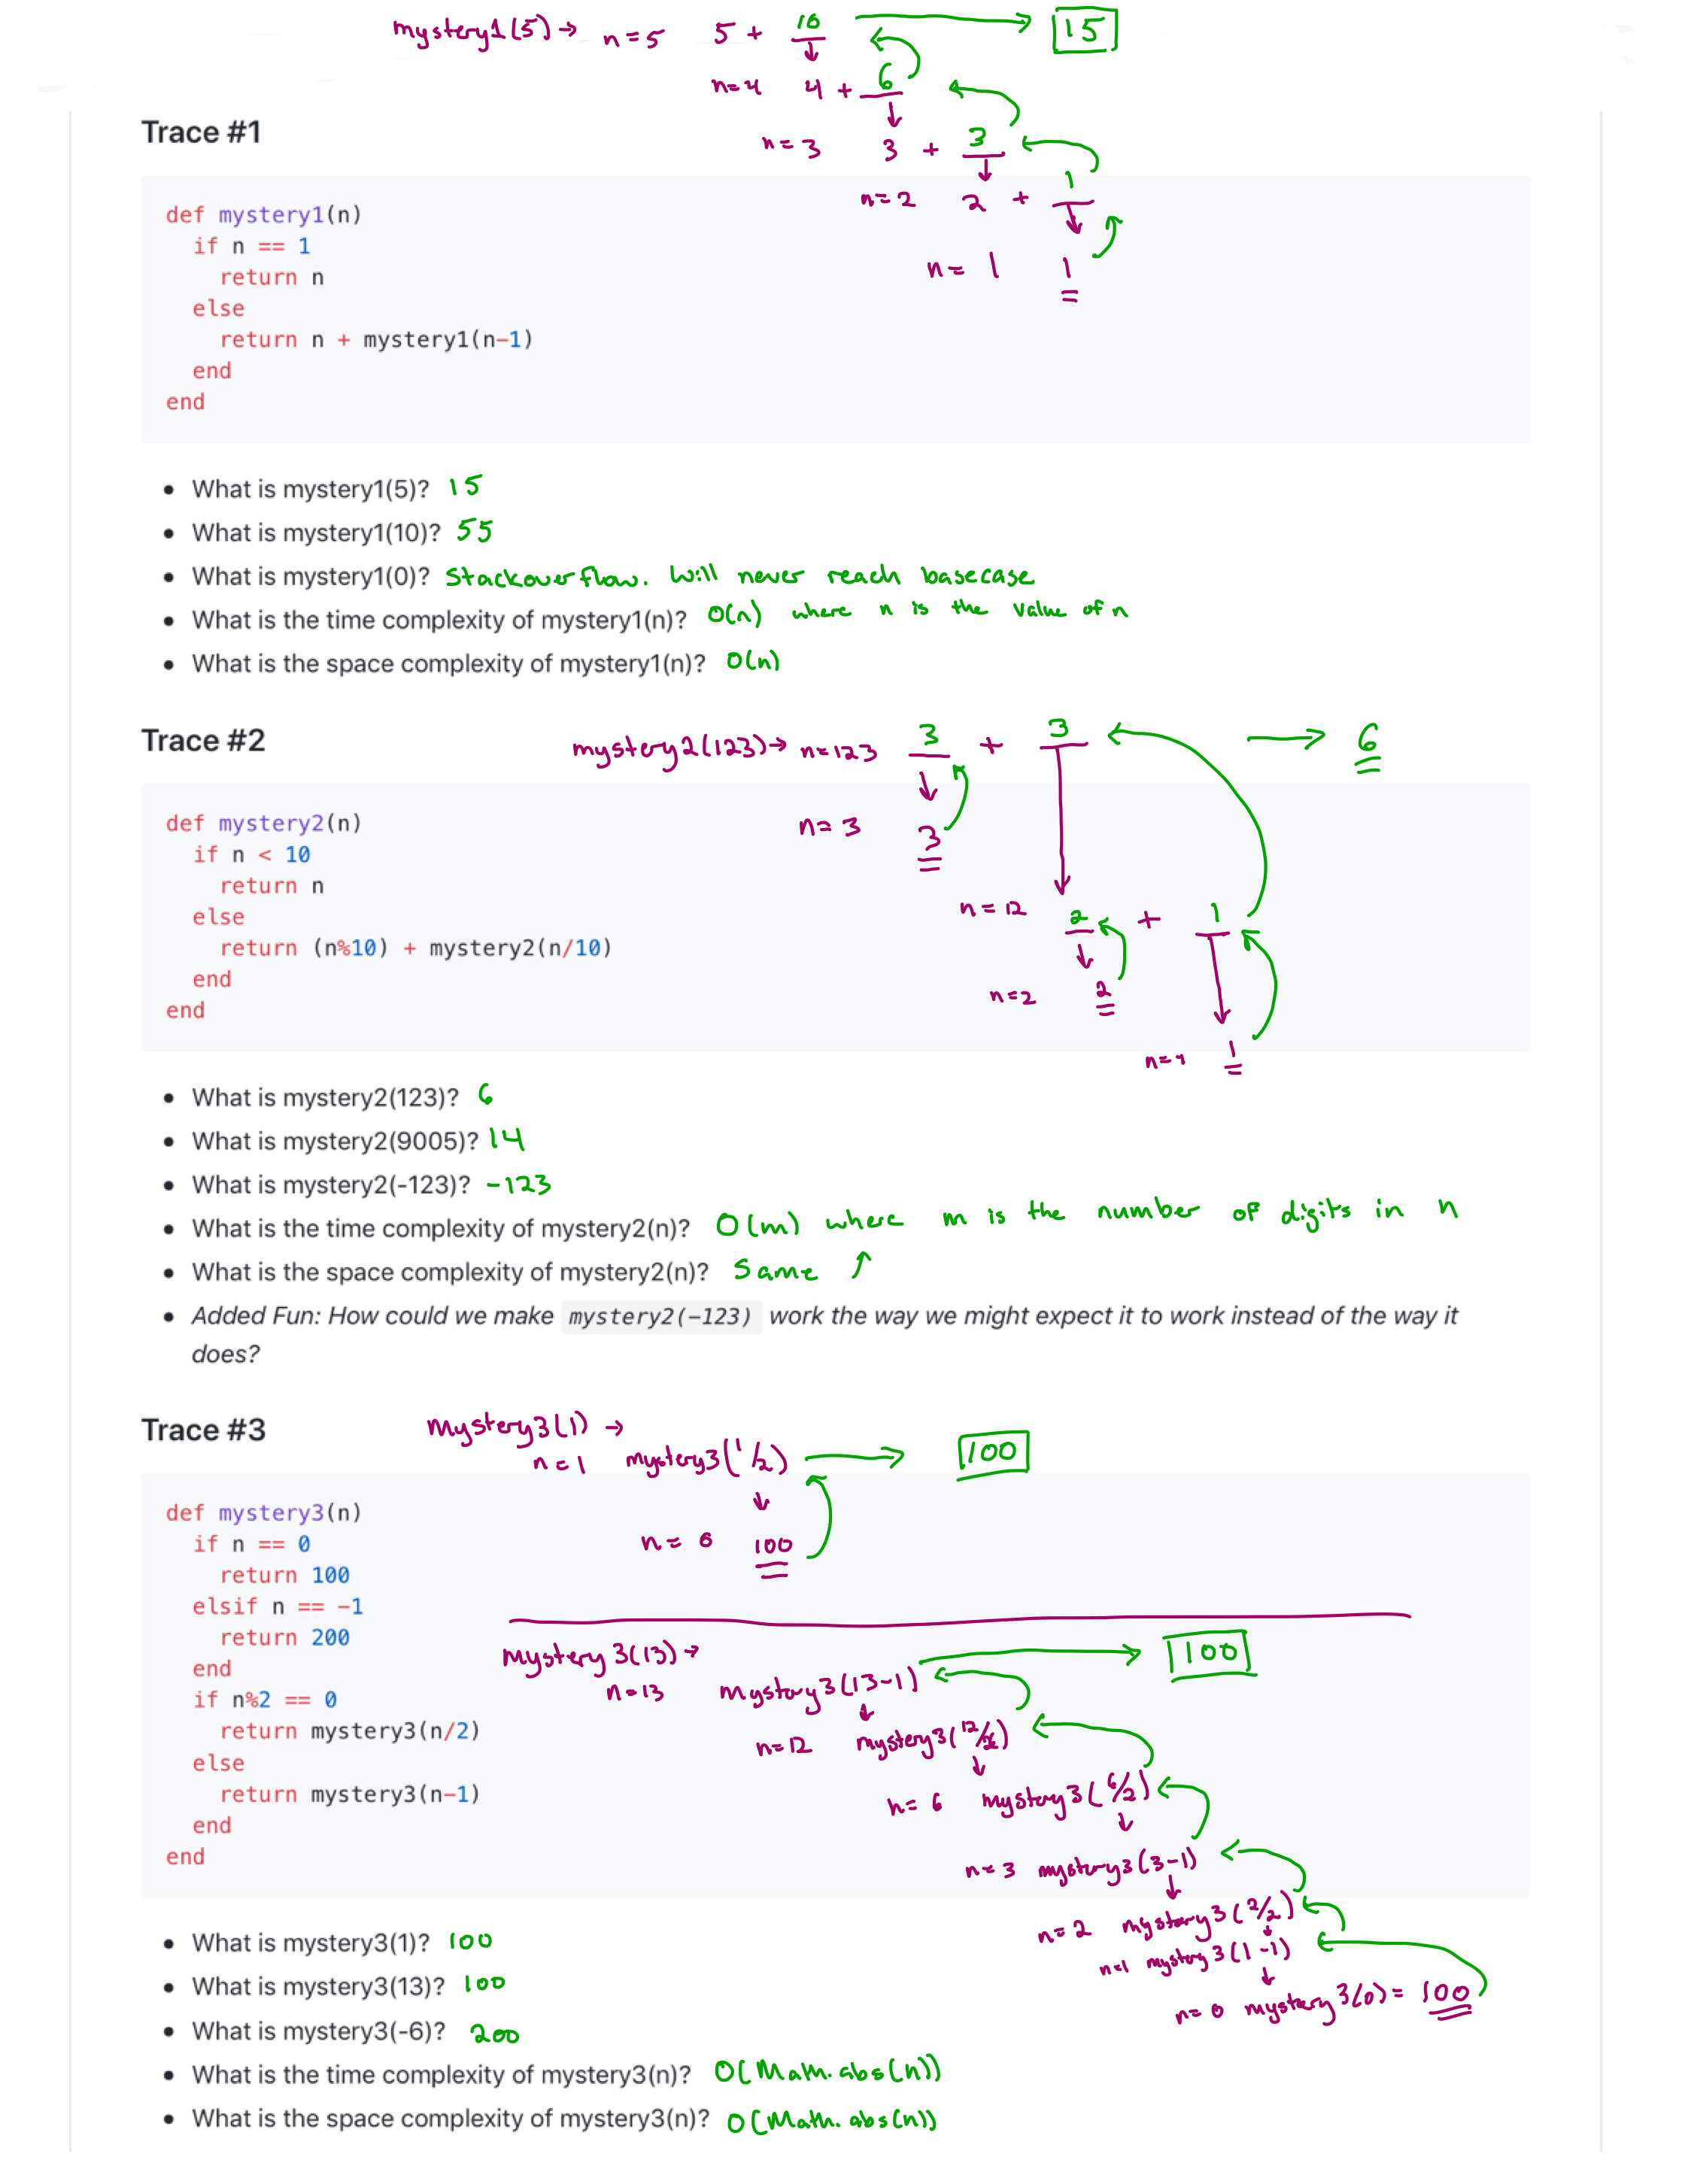 mystery1(5) → n=5 5 + 10 → 15
n=4 4 + 6
Trace #1
n=3 3 + 3
n=2 2 + 1
n= 1 1
def mystery1(n)
if n == 1
return n
else
return n + mystery1(n-1)
end
end
• What is mystery1(5)? 15
• What is mystery1(10)? 55
• What is mystery1(0)? Stackoverflow. Will never reach basecase
• What is the time complexity of mystery1(n)? O(n) where n is the value of n
• What is the space complexity of mystery1(n)? O(n)
Trace #2
mystery2(123) → n=123 3 + 3 → 6
n= 3 3
def mystery2(n)
if n < 10
return n
else
return (n%10) + mystery2(n/10)
end
end
n=12 2 + 1
n=2 2
n=1 1
• What is mystery2(123)? 6
• What is mystery2(9005)? 14
• What is mystery2(-123)? -123
• What is the time complexity of mystery2(n)? O(m) where m is the number of digits in n
• What is the space complexity of mystery2(n)? Same ↑
• Added Fun: How could we make mystery2(-123) work the way we might expect it to work instead of the way it
does?
Trace #3
mystery3(1) →
n=1 mystery3(1/2) → 100
n= 0 100
def mystery3(n)
if n == 0
return 100
elsif n == -1
return 200
end
if n%2 == 0
return mystery3(n/2)
else
return mystery3(n-1)
end
end
mystery3(13) → 100
n=13 mystery3(13-1)
n=12 mystery3(12/2)
n= 6 mystery3(6/2)
n=3 mystery3(3-1)
n=2 mystery3(2/2)
n=1 mystery3(1-1)
n= 0 mystery3(0)= 100
• What is mystery3(1)? 100
• What is mystery3(13)? 100
• What is mystery3(-6)? 200
• What is the time complexity of mystery3(n)? O(Math.abs(n))
• What is the space complexity of mystery3(n)? O(Math.abs(n))